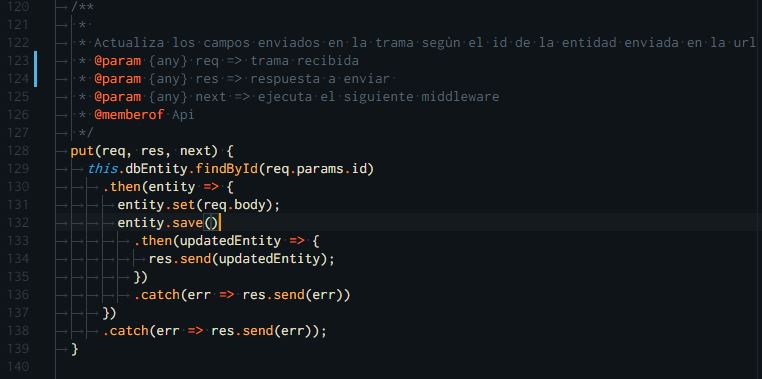 120 /**
121 *
122 * Actualiza los campos enviados en la trama según el id de la entidad enviada en la url
123 * @param {any} req => trama recibida
124 * @param {any} res => respuesta a enviar
125 * @param {any} next => ejecuta el siguiente middleware
126 * @memberof Api
127 */
128 put(req, res, next) {
129 this.dbEntity.findById(req.params.id)
130 .then(entity => {
131 entity.set(req.body);
132 entity.save()
133 .then(updatedEntity => {
134 res.send(updatedEntity);
135 })
136 .catch(err => res.send(err))
137 })
138 .catch(err => res.send(err));
139 }
140